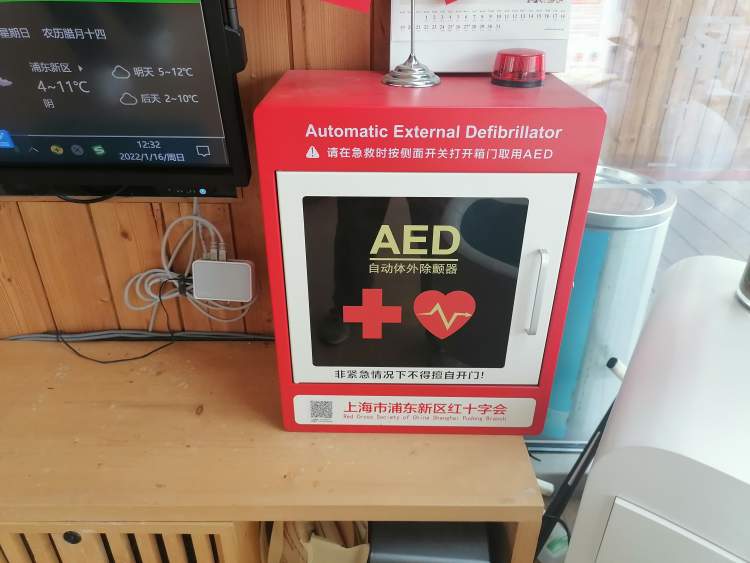 星期日 农历腊月十四
浦东新区
4~11℃
阴
明天 5~12℃
后天 2~10℃
12:32
2022/1/16/周日
Automatic External Defibrillator
请在急救时按侧面开关打开箱门取用AED
AED
自动体外除颤器
非紧急情况下不得擅自开门!
上海市浦东新区红十字会
Red Cross Society of China Shanghai Pudong Branch